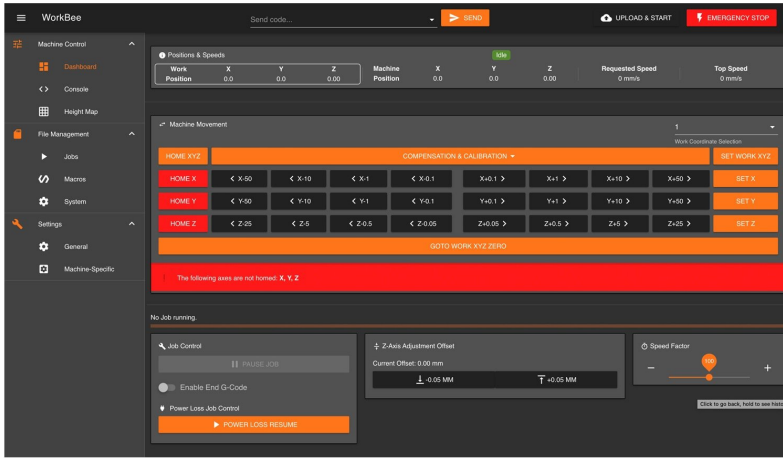 WorkBee
Send code...
SEND
UPLOAD & START
EMERGENCY STOP
Machine Control
Dashboard
Console
Height Map
File Management
Jobs
Macros
System
Settings
General
Machine-Specific
Positions & Speeds
Idle
Work Position X Y Z Machine Position X Y Z Requested Speed Top Speed
0.0 0.0 0.00 0.0 0.0 0.00 0 mm/s 0 mm/s
Machine Movement
1
Work Coordinate Selection
HOME XYZ COMPENSATION & CALIBRATION SET WORK XYZ
HOME X X-50 X-10 X-1 X-0.1 X+0.1 X+1 X+10 X+50 SET X
HOME Y Y-50 Y-10 Y-1 Y-0.1 Y+0.1 Y+1 Y+10 Y+50 SET Y
HOME Z Z-25 Z-5 Z-0.5 Z-0.05 Z+0.05 Z+0.5 Z+5 Z+25 SET Z
GOTO WORK XYZ ZERO
! The following axes are not homed: X, Y, Z
No Job running.
Job Control
PAUSE JOB
Enable End G-Code
Power Loss Job Control
POWER LOSS RESUME
Z-Axis Adjustment Offset
Current Offset: 0.00 mm
-0.05 MM +0.05 MM
Speed Factor
100
Click to go back, hold to see histo